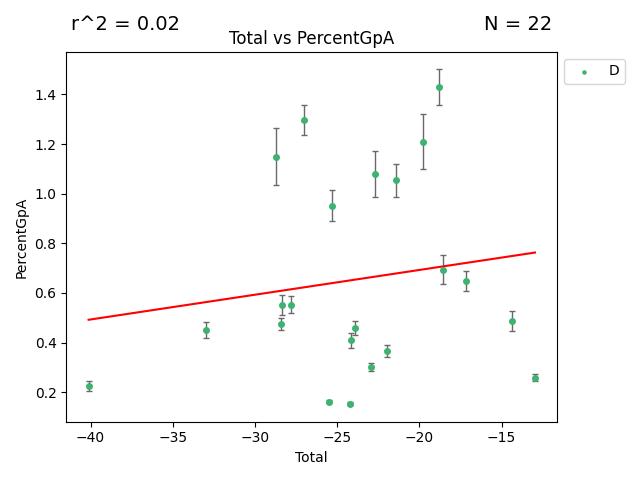 r^2 = 0.02
N = 22
Total vs PercentGpA
D
PercentGpA
1.4
1.2
1.0
0.8
0.6
0.4
0.2
−40
−35
−30
−25
−20
−15
Total